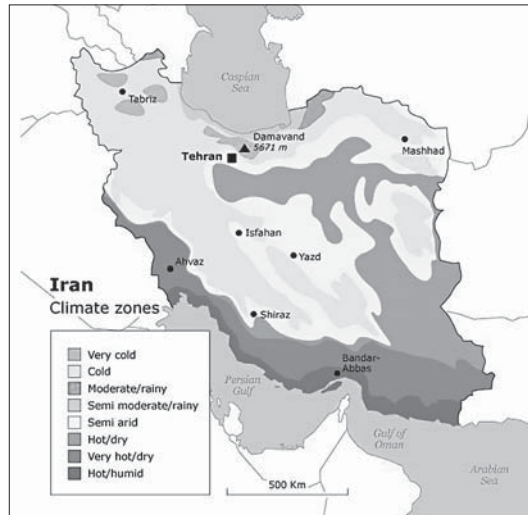 Caspian
Sea
Tabriz
Damavand
5671 m
Mashhad
Tehran
Isfahan
Yazd
Ahvaz
Iran
Climate zones
Shiraz
Bandar-
Abbas
Very cold
Cold
Moderate/rainy
Semi moderate/rainy
Semi arid
Hot/dry
Very hot/dry
Hot/humid
Persian
Gulf
Gulf of
Oman
Arabian
Sea
500 Km